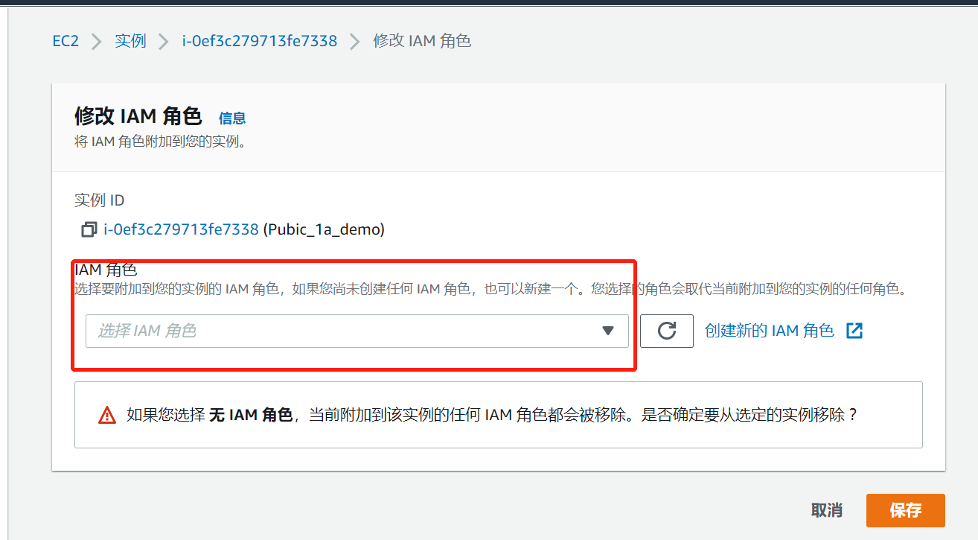 EC2 > 实例 > i-0ef3c279713fe7338 > 修改 IAM 角色
修改 IAM 角色 信息
将 IAM 角色附加到您的实例。
实例 ID
i-0ef3c279713fe7338 (Pubic_1a_demo)
IAM 角色
选择要附加到您的实例的 IAM 角色，如果您尚未创建任何 IAM 角色，也可以新建一个。您选择的角色会取代当前附加到您的实例的任何角色。
选择 IAM 角色 创建新的 IAM 角色
如果您选择 无 IAM 角色，当前附加到该实例的任何 IAM 角色都会被移除。是否确定要从选定的实例移除？
取消 保存